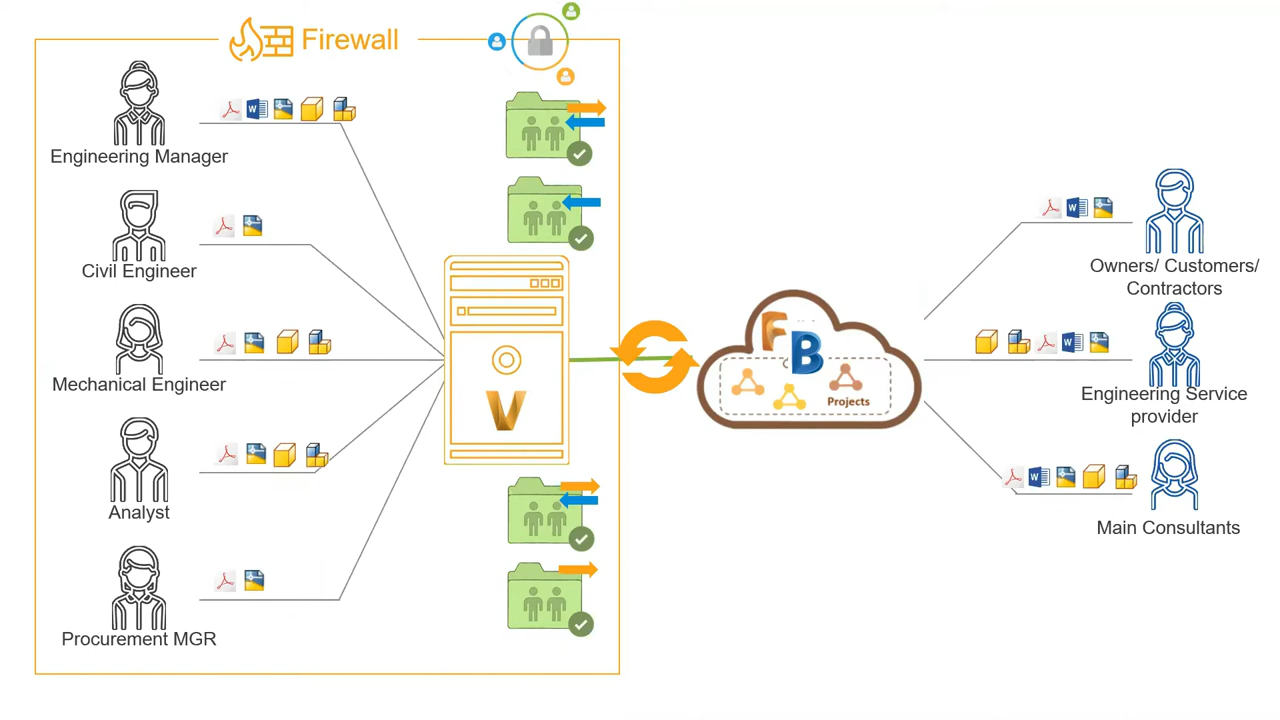 Firewall
Engineering Manager
Civil Engineer
Mechanical Engineer
Analyst
Procurement MGR
V
F
B
Projects
Owners/ Customers/
Contractors
Engineering Service
provider
Main Consultants